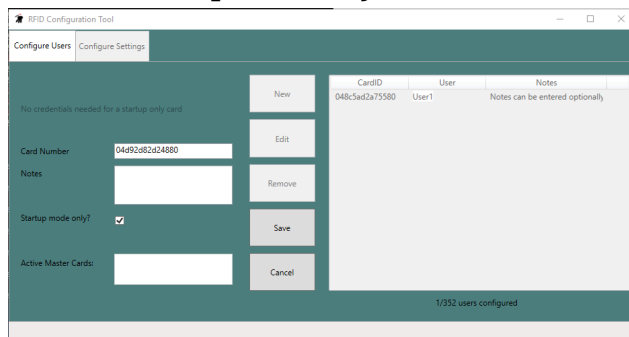 RFID Configuration Tool
Configure Users
Configure Settings
No credentials needed for a startup only card
Card Number
04d92d82d24880
Notes
Startup mode only?
Active Master Cards:
New
Edit
Remove
Save
Cancel
CardID User Notes
048c5ad2a75580 User1 Notes can be entered optionally
1/352 users configured